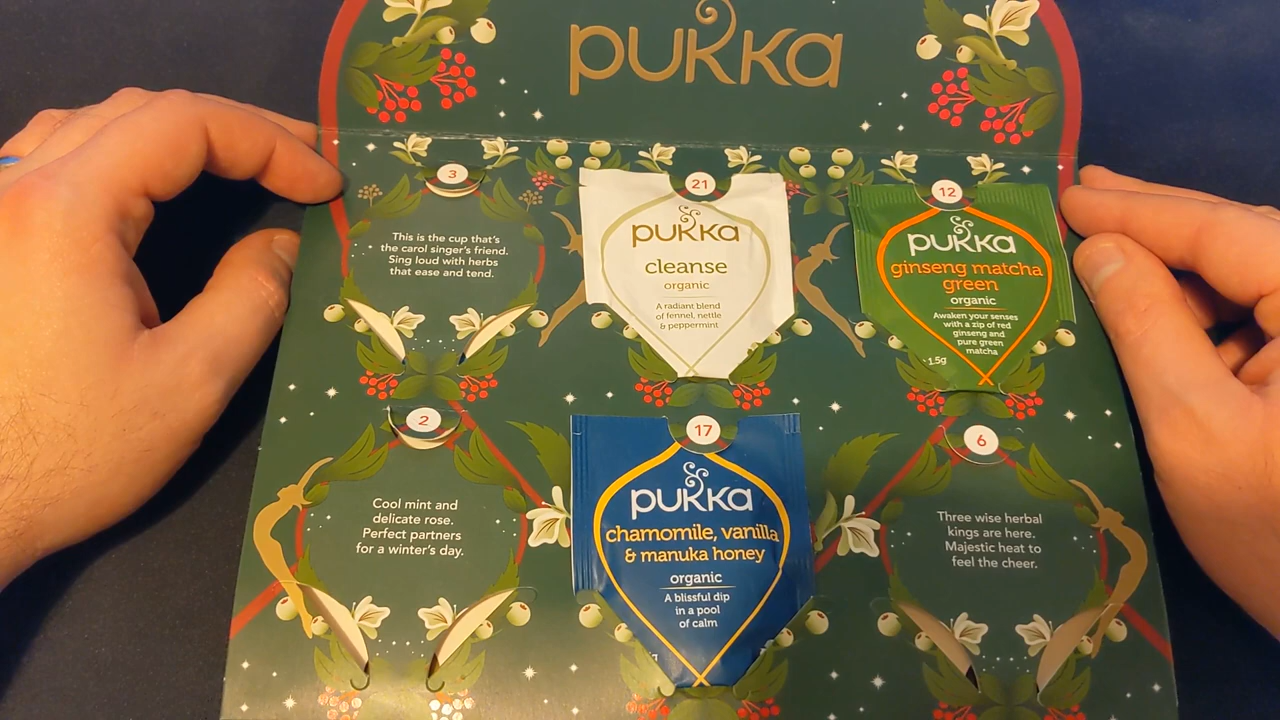 pukka
3
This is the cup that's
the carol singer's friend.
Sing loud with herbs
that ease and tend.
21
pukka
cleanse
organic
A radiant blend
of fennel, nettle
& peppermint
12
pukka
ginseng matcha
green
organic
Awaken your senses
with a zip of red
ginseng and
pure green
matcha
1.5g
2
Cool mint and
delicate rose.
Perfect partners
for a winter's day.
17
pukka
chamomile, vanilla
& manuka honey
organic
A blissful dip
in a pool
of calm
6
Three wise herbal
kings are here.
Majestic heat to
feel the cheer.